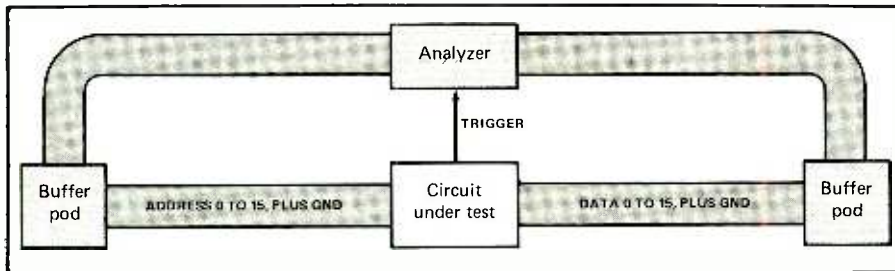 Analyzer
TRIGGER
Buffer
pod
ADDRESS 0 TO 15, PLUS GND
Circuit
under test
DATA 0 TO 15, PLUS GND
Buffer
pod